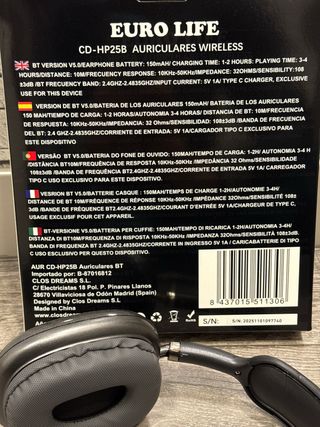 EURO LIFE
CD-HP25B AURICULARES WIRELESS
BT VERSION V5.0/EARPHONE BATTERY: 150mAH/ CHARGING TIME: 1-2 HOURS: PLAYING TIME: 3-4
HOURS/DISTANCE: 10M/FRECUENCY RESPONSE: 10KHz-50KHz/IMPEDANCE: 32OHMS/SENSIBILITY:108
±3dB /BT FRECUENCY BAND: 2.4GHZ-2.4835GHZ/INPUT CURRENT: 5V 1A/ TYPE C CHARGER, EXCLUSIVE
USE FOR THIS DEVICE
VERSION DE BT V5.0/BATERIA DE LOS AURICULARES 150mAH/ BATERIA DE LOS AURICULARES
150 MAH/TIEMPO DE CARGA: 1-2 HORAS/AUTONOMIA 3-4 HORAS/ DISTANCIA DE BT 10M/ FRECUENCIA
DE RESPUESTA: 10KHz-50KHz/ IMPEDANCIA 32OHMS/ SENSIBILIDAD: 108±3dB/ BANDA DE FRECUENCIA DEL
BT: 2.4 GHZ-2.4835GHZ/CORRIENTE DE ENTRADA: 5V 1A/CARGADOR TIPO C EXCLUSIVO PARA
ESTE DISPOSITIVO
VERSÃO BT V5.0/BATERIA DO FONE DE OUVIDO: 150MAH/TEMPO DE CARGA: 1-2H/ AUTONOMIA 3-4 H
DISTÂNCIA BT 10M/FREQUÊNCIA DE RESPOSTA 10KHz-50KHz/IMPEDÂNCIA 32 Ohms/SENSIBILIDADE
108±3dB /BANDA DE FREQUÊNCIA BT2.4GHZ-2.4835GHZ/CORRENTE DE ENTRADA 5V 1A/ CARREGADOR
TIPO C USO EXCLUSIVO PARA ESTE DISPOSITIVO
VERSION BT V5.0/BATTERIE CASQUE : 150MAH/TEMPS DE CHARGE 1-2H/AUTONOMIE 3-4H/
DISTANCE DE BT10M/FRÉQUENCE DE RÉPONSE 10KHz-50KHz/IMPÉDANCE 32Ohms/SENSIBILITÉ 108±
3dB /BANDE DE FRÉQUENCE BT2.4GHZ-2.4835GHZ/COURANT D'ENTRÉE 5V 1A/CHARGEUR DE TYPE C,
USAGE EXCLUSIF POUR CET APPAREIL.
BT-VERSIONE V5.0/BATTERIA PER CUFFIE: 150MAH/TEMPO DI RICARICA 1-2H/AUTONOMIA 3-4H/
DISTANZA DI BT10M/FREQUENZA DI RISPOSTA 10KHz-50KHz/IMPEDENZA 32Ohms/SENSIBILITÀ 108±3dB.
BANDA DI FREQUENZA BT2.4GHZ-2.4835GHZ/CORRENTE DI INGRESSO 5V 1A / CARICABATTERIE DI TIPO
C, USO ESCLUSIVO PER QUESTO DISPOSITIVO
AUR CD-HP25B Auriculares BT
Importado por: B-87016812
CLOS DREAMS S.L.
C/ Electricistas 18 Pol. P. Pinares Llanos
28670 Villaviciosa de Odón Madrid (Spain)
Designed by Clos Dreams S.L
Made in China
www.closdreams
8 437015 511306
S/N: S/N:20251101097740